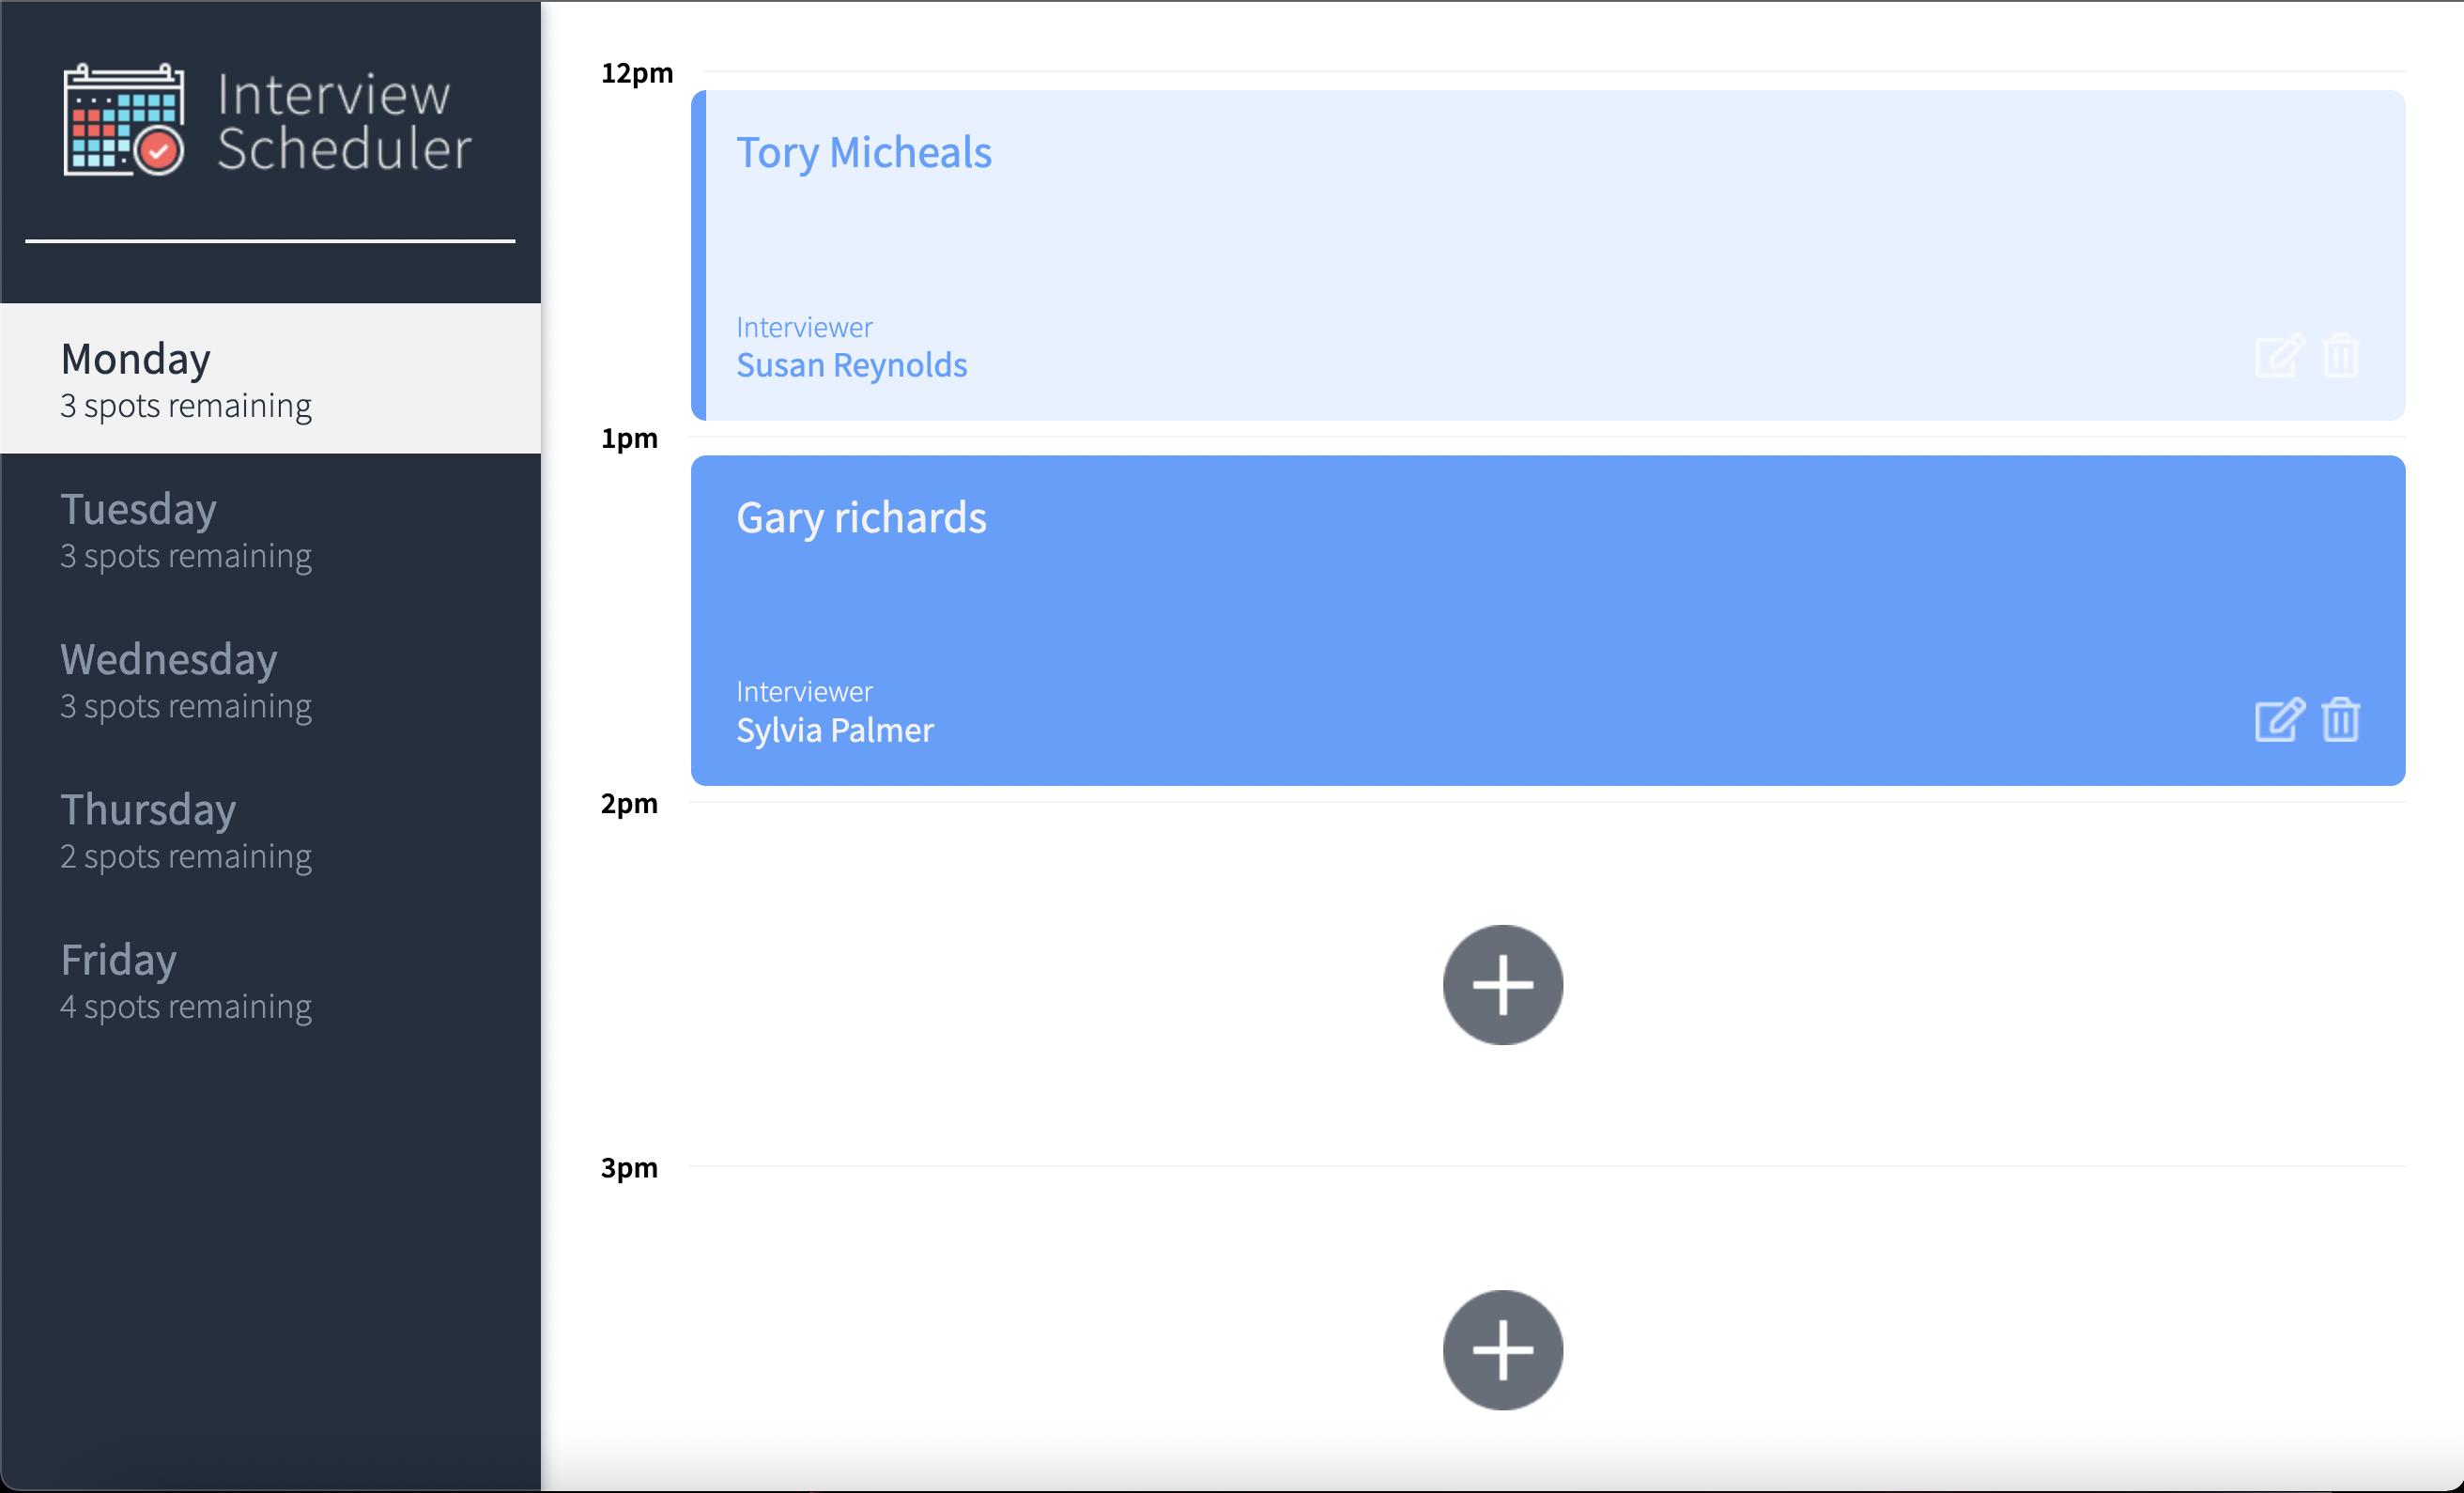 Interview
Scheduler
Monday
3 spots remaining
Tuesday
3 spots remaining
Wednesday
3 spots remaining
Thursday
2 spots remaining
Friday
4 spots remaining
12pm
Tory Micheals
Interviewer
Susan Reynolds
1pm
Gary richards
Interviewer
Sylvia Palmer
2pm
3pm